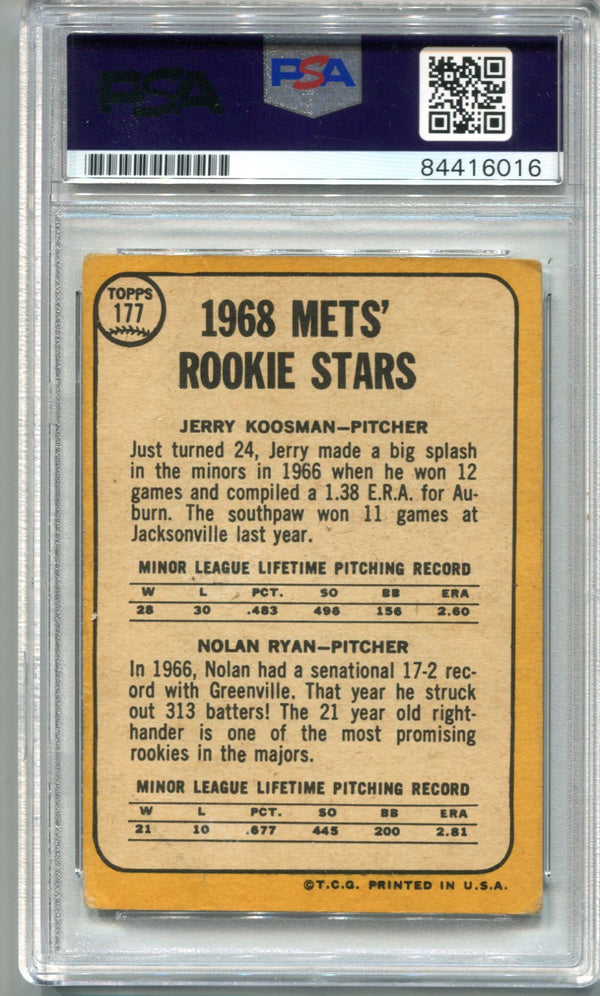 PSA
PSA
84416016
TOPPS
177
1968 METS'
ROOKIE STARS
JERRY KOOSMAN—PITCHER
Just turned 24, Jerry made a big splash
in the minors in 1966 when he won 12
games and compiled a 1.38 E.R.A. for Au-
burn. The southpaw won 11 games at
Jacksonville last year.
MINOR LEAGUE LIFETIME PITCHING RECORD
W L PCT. SO BB ERA
28 30 .483 498 156 2.60
NOLAN RYAN—PITCHER
In 1966, Nolan had a senational 17-2 rec-
ord with Greenville. That year he struck
out 313 batters! The 21 year old right-
hander is one of the most promising
rookies in the majors.
MINOR LEAGUE LIFETIME PITCHING RECORD
W L PCT. SO BB ERA
21 10 .677 445 200 2.81
©T.C.G. PRINTED IN U.S.A.